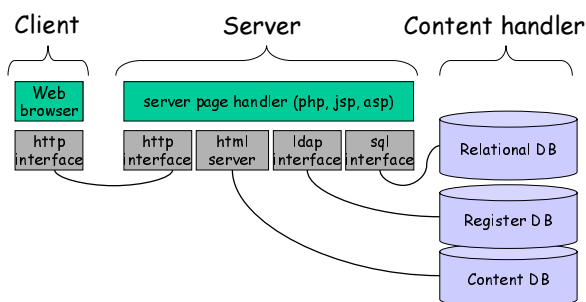 Client
Server
Content handler
Web
browser
server page handler (php, jsp, asp)
http
interface
http
interface
html
server
ldap
interface
sql
interface
Relational DB
Register DB
Content DB